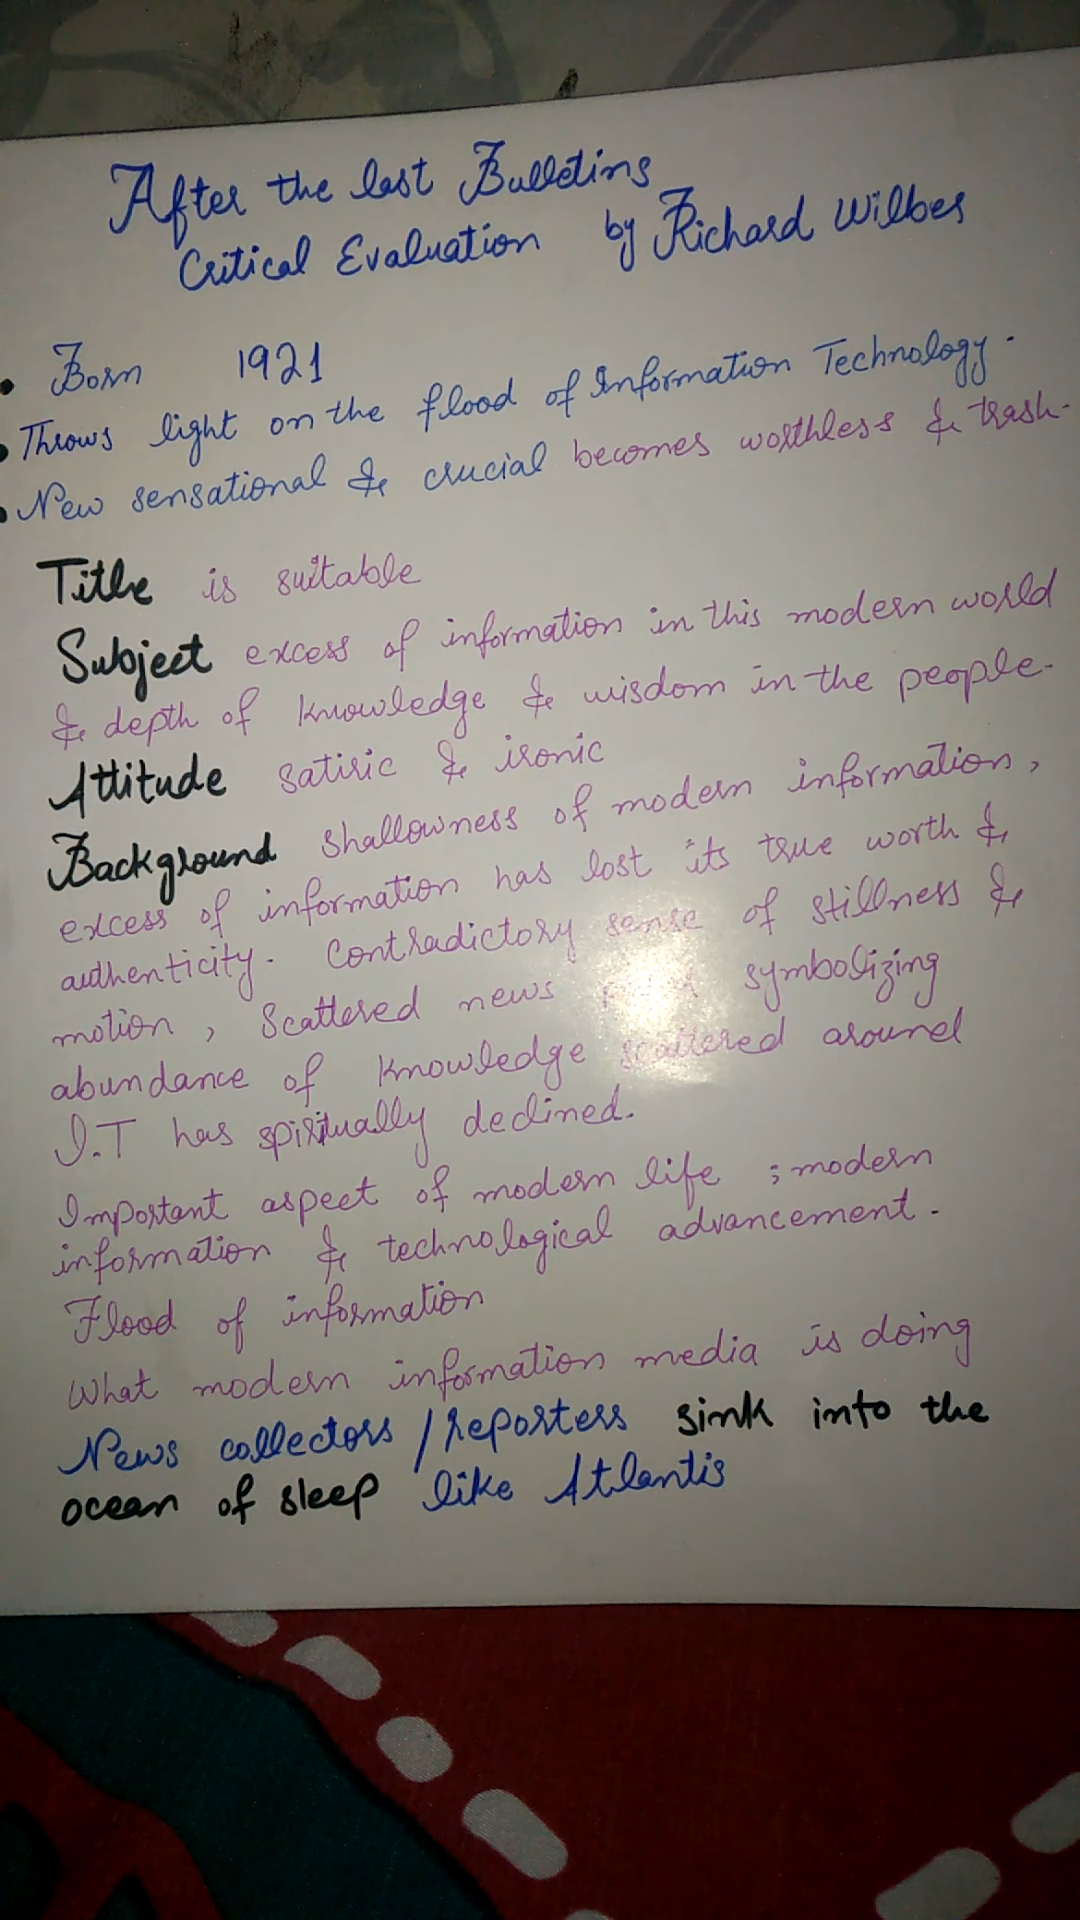 After the last Bulletins
Critical Evaluation by Richard Wilber
• Born 1921
• Throws light on the flood of Information Technology.
• New sensational & crucial becomes worthless & trash.
Title is suitable
Subject excess of information in this modern world
& depth of knowledge & wisdom in the people.
Attitude satiric & ironic
Background Shallowness of modern information,
excess of information has lost its true worth &
authenticity. Contradictory sense of stillness &
motion, Scattered news symbolizing
abundance of knowledge scattered around
I.T has spiritually declined.
Important aspect of modern life ; modern
information & technological advancement.
Flood of information
What modern information media is doing
News collectors / reporters sink into the
ocean of sleep like Atlantis